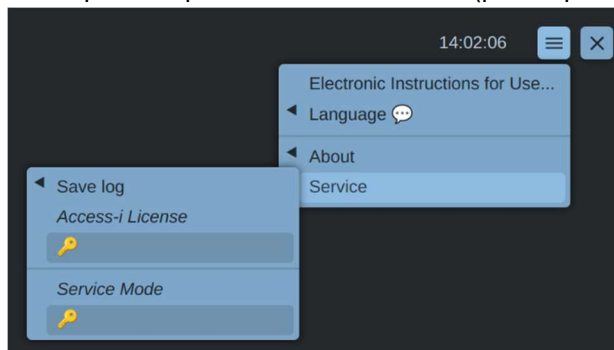 14:02:06
Electronic Instructions for Use...
Language
About
Service
Save log
Access-i License
Service Mode